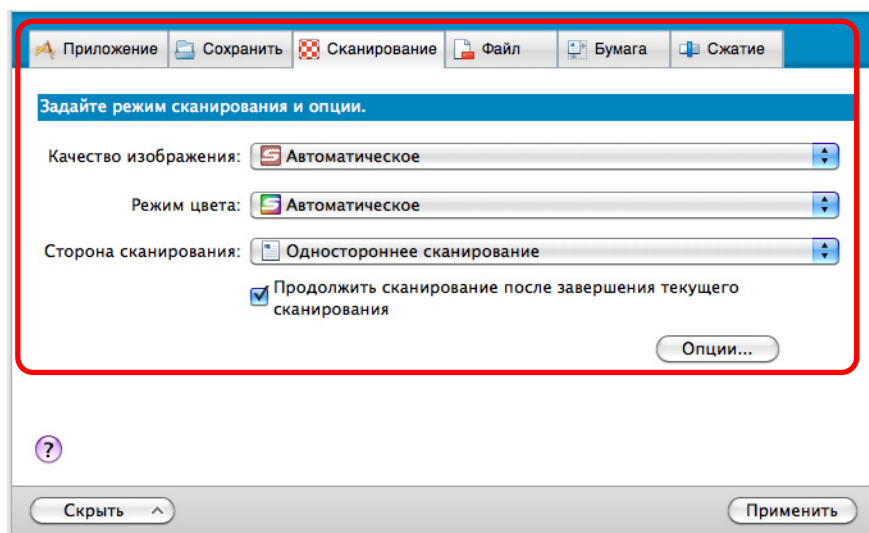 Приложение Сохранить Сканирование Файл Бумага Сжатие
Задайте режим сканирования и опции.
Качество изображения: Автоматическое
Режим цвета: Автоматическое
Сторона сканирования: Одностороннее сканирование
Продолжить сканирование после завершения текущего
сканирования
Опции...
?
Скрыть Применить